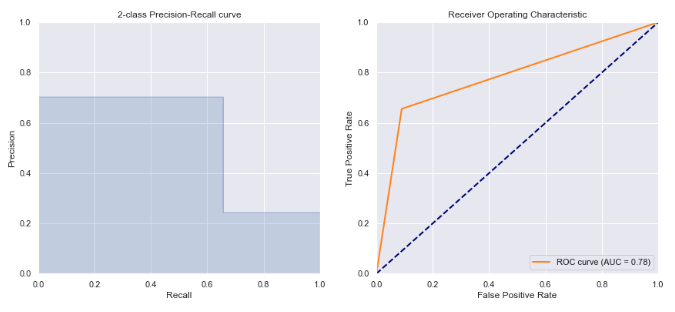 2-class Precision-Recall curve
Precision
1.0
0.8
0.6
0.4
0.2
0.0
0.0 0.2 0.4 0.6 0.8 1.0
Recall
Receiver Operating Characteristic
True Positive Rate
1.0
0.8
0.6
0.4
0.2
0.0
ROC curve (AUC = 0.78)
0.0 0.2 0.4 0.6 0.8 1.0
False Positive Rate